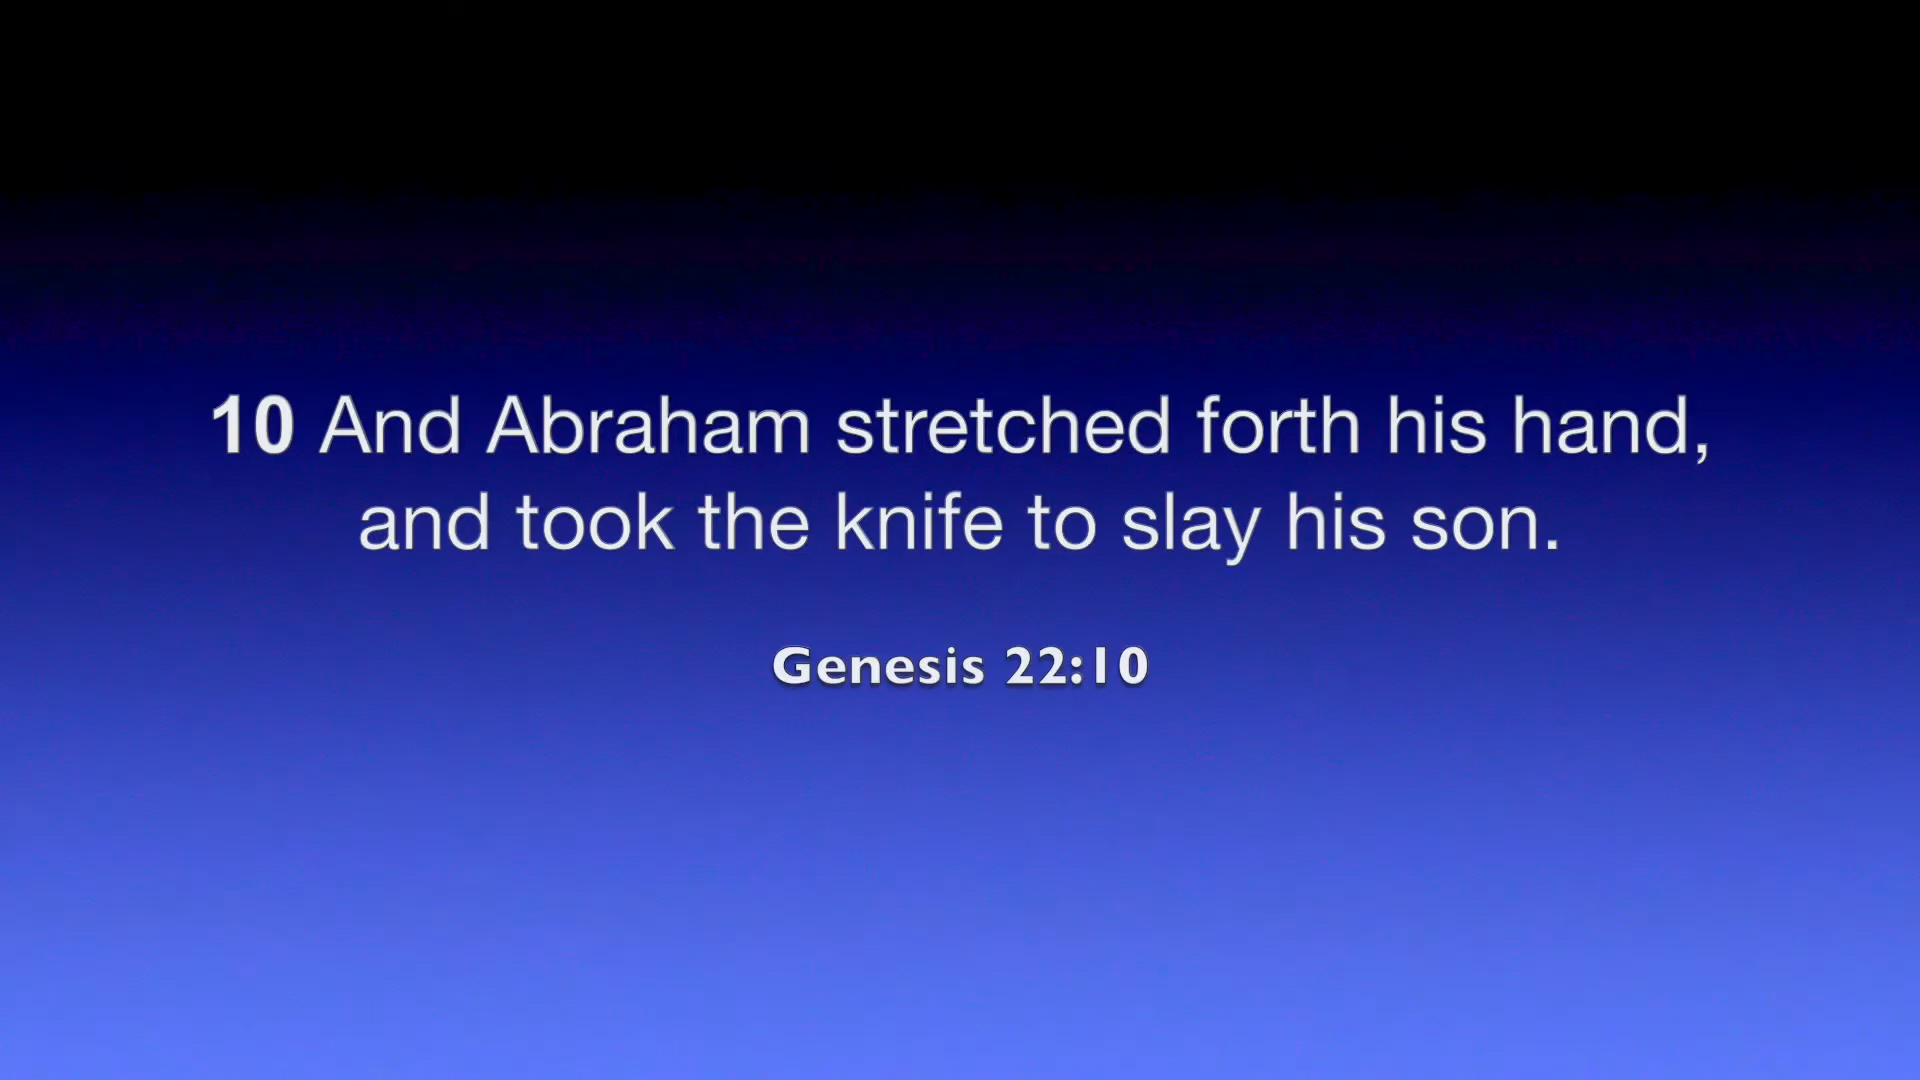 10 And Abraham stretched forth his hand,
and took the knife to slay his son.
Genesis 22:10